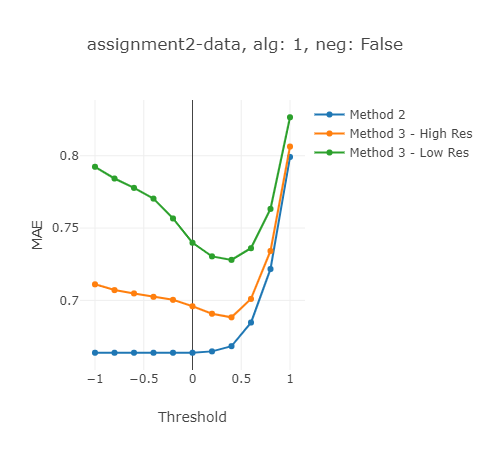 assignment2-data, alg: 1, neg: False
Method 2
Method 3 - High Res
Method 3 - Low Res
MAE
0.8
0.75
0.7
−1
−0.5
0
0.5
1
Threshold